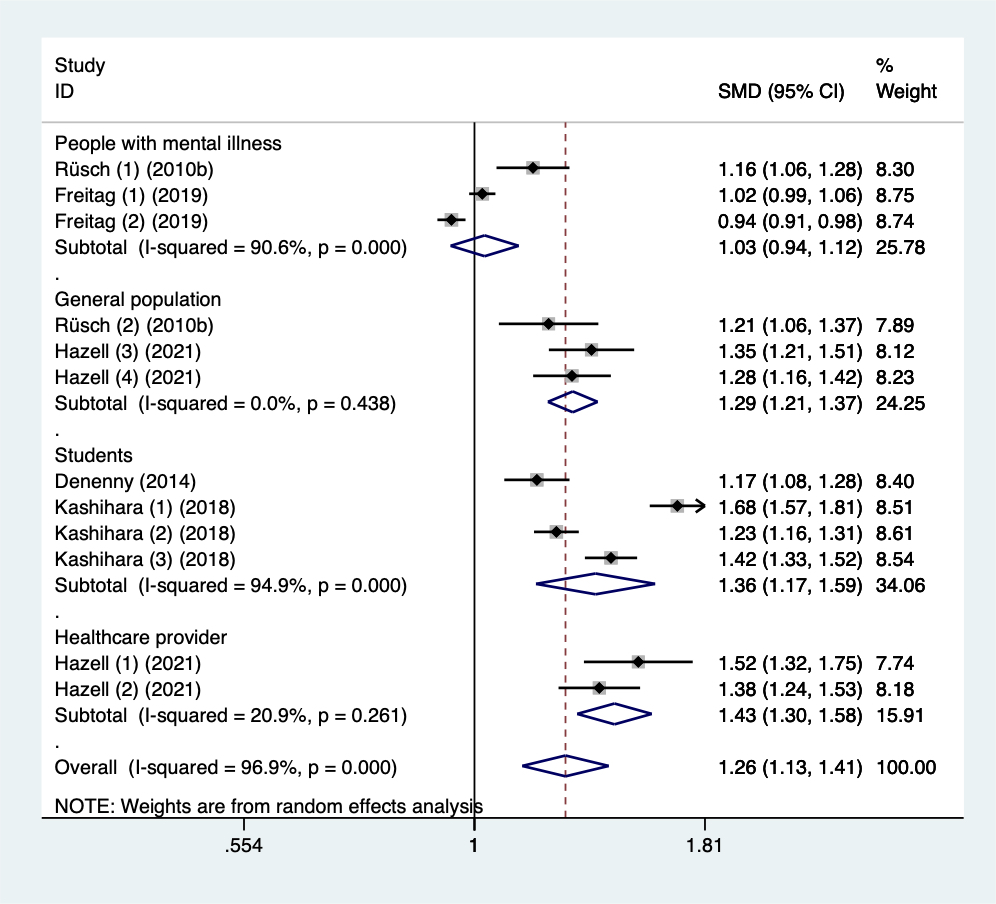 Study %
ID SMD (95% CI) Weight
People with mental illness
Rüsch (1) (2010b) 1.16 (1.06, 1.28) 8.30
Freitag (1) (2019) 1.02 (0.99, 1.06) 8.75
Freitag (2) (2019) 0.94 (0.91, 0.98) 8.74
Subtotal (I-squared = 90.6%, p = 0.000) 1.03 (0.94, 1.12) 25.78
.
General population
Rüsch (2) (2010b) 1.21 (1.06, 1.37) 7.89
Hazell (3) (2021) 1.35 (1.21, 1.51) 8.12
Hazell (4) (2021) 1.28 (1.16, 1.42) 8.23
Subtotal (I-squared = 0.0%, p = 0.438) 1.29 (1.21, 1.37) 24.25
.
Students
Denenny (2014) 1.17 (1.08, 1.28) 8.40
Kashihara (1) (2018) 1.68 (1.57, 1.81) 8.51
Kashihara (2) (2018) 1.23 (1.16, 1.31) 8.61
Kashihara (3) (2018) 1.42 (1.33, 1.52) 8.54
Subtotal (I-squared = 94.9%, p = 0.000) 1.36 (1.17, 1.59) 34.06
.
Healthcare provider
Hazell (1) (2021) 1.52 (1.32, 1.75) 7.74
Hazell (2) (2021) 1.38 (1.24, 1.53) 8.18
Subtotal (I-squared = 20.9%, p = 0.261) 1.43 (1.30, 1.58) 15.91
.
Overall (I-squared = 96.9%, p = 0.000) 1.26 (1.13, 1.41) 100.00
NOTE: Weights are from random effects analysis
.554 1 1.81